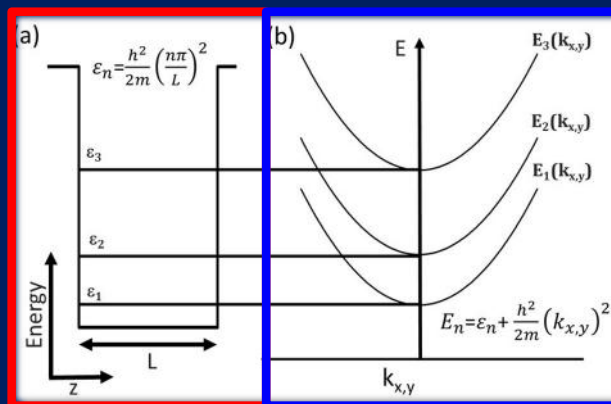 (a)
εₙ=h²/2m (nπ/L)²
ε₃
ε₂
ε₁
Energy
z
L
(b)
E
E₃(kₓ,ᵧ)
E₂(kₓ,ᵧ)
E₁(kₓ,ᵧ)
Eₙ=εₙ+h²/2m (kₓ,ᵧ)²
kₓ,ᵧ